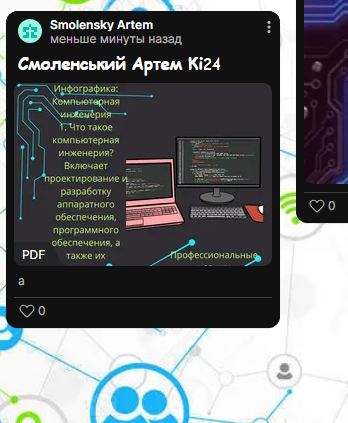 Smolensky Artem
меньше минуты назад
Смоленський Артем Кі24
Инфографика:
Компьютерная
инженерия
1. Что такое
компьютерная
инженерия?
Включает
проектирование и
разработку
аппаратного
обеспечения,
программного
обеспечения, а
также их
Профессиональные
PDF
а
0
0